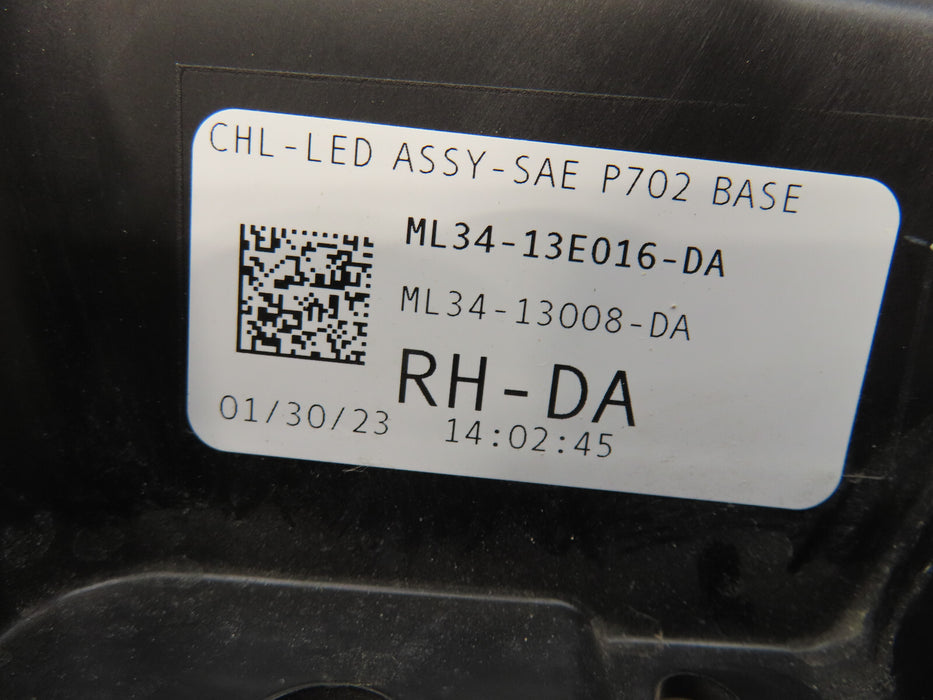 CHL-LED ASSY-SAE P702 BASE
ML34-13E016-DA
ML34-13008-DA
RH-DA
01/30/23 14:02:45